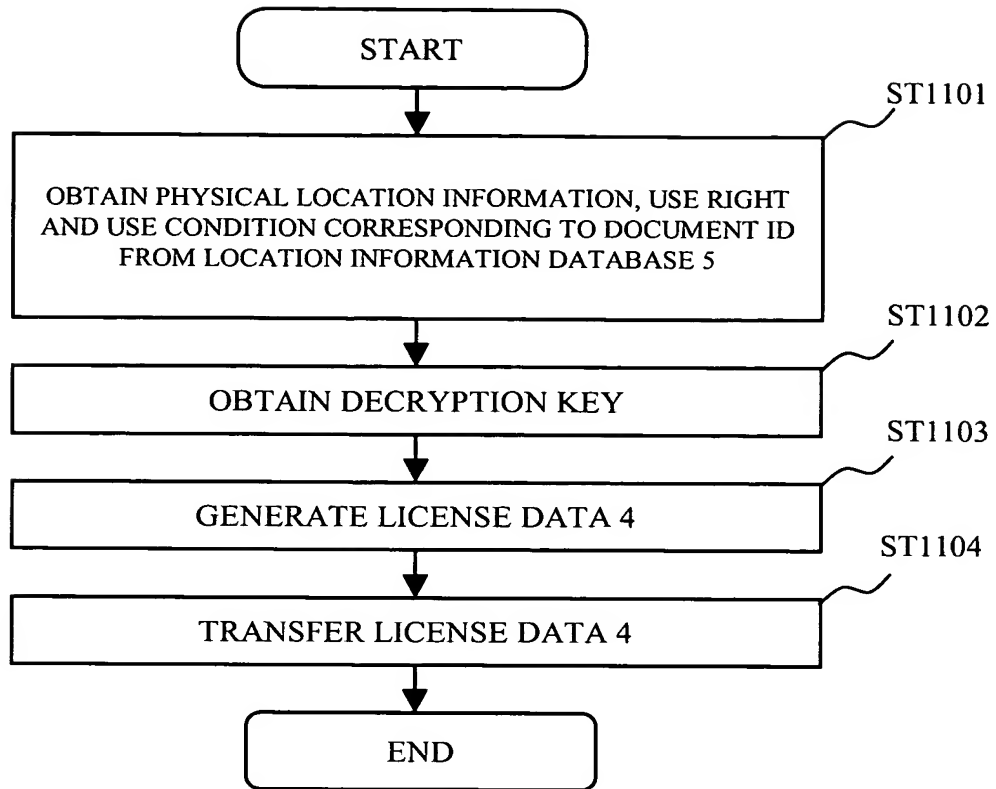 START
ST1101
OBTAIN PHYSICAL LOCATION INFORMATION, USE RIGHT
AND USE CONDITION CORRESPONDING TO DOCUMENT ID
FROM LOCATION INFORMATION DATABASE 5
ST1102
OBTAIN DECRYPTION KEY
ST1103
GENERATE LICENSE DATA 4
ST1104
TRANSFER LICENSE DATA 4
END